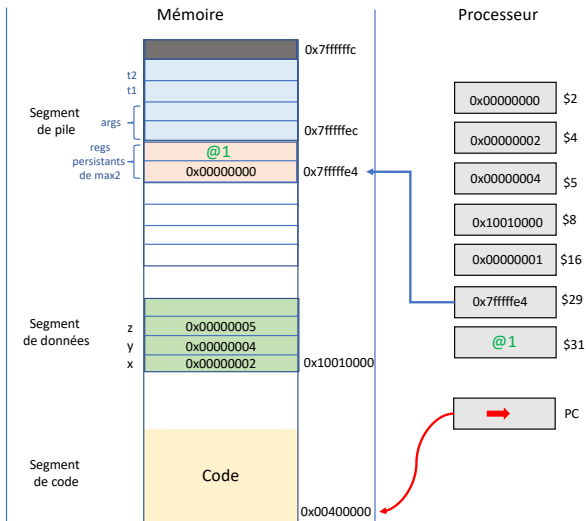 Mémoire
Processeur
0x7ffffffc
t2
t1
0x00000000 $2
Segment
de pile
args
0x7fffffec
0x00000002 $4
regs
persistants
de max2
@1
0x00000000
0x7fffffe4
0x00000004 $5
0x10010000 $8
0x00000001 $16
0x7fffffe4 $29
Segment
de données
z 0x00000005
y 0x00000004
x 0x00000002 0x10010000
@1 $31
PC
Segment
de code
Code
0x00400000